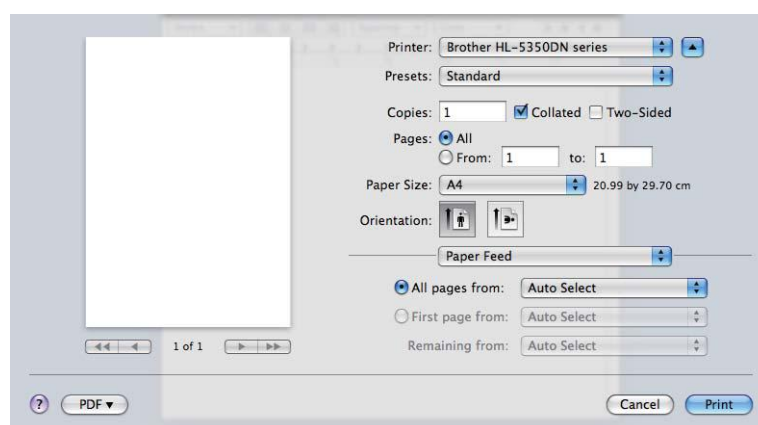 Printer: Brother HL-5350DN series
Presets: Standard
Copies: 1 Collated Two-Sided
Pages: All
From: 1 to: 1
Paper Size: A4 20.99 by 29.70 cm
Orientation:
Paper Feed
All pages from: Auto Select
First page from: Auto Select
Remaining from: Auto Select
1 of 1
? PDF ▼ Cancel Print